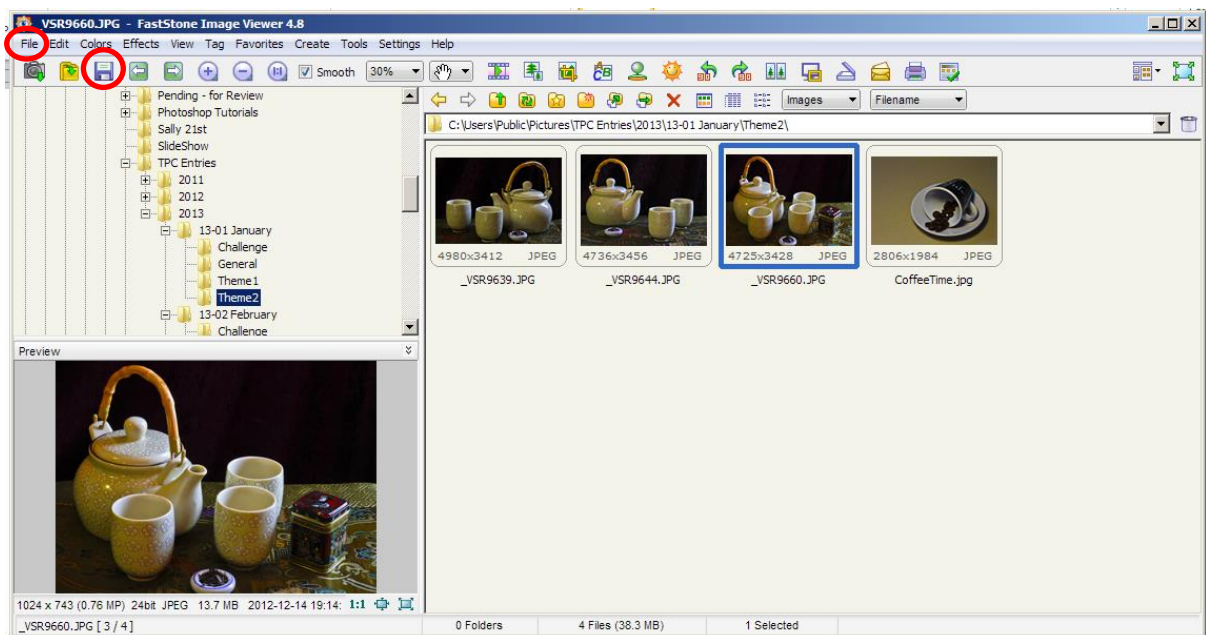 _VSR9660.JPG - FastStone Image Viewer 4.8
File Edit Colors Effects View Tag Favorites Create Tools Settings Help
Smooth 30%
Pending - for Review
Photoshop Tutorials
Sally 21st
SlideShow
TPC Entries
2011
2012
2013
13-01 January
Challenge
General
Theme1
Theme2
13-02 February
Challenge
Images Filename
C:\Users\Public\Pictures\TPC Entries\2013\13-01 January\Theme2\
4980x3412 JPEG 4736x3456 JPEG 4725x3428 JPEG 2806x1984 JPEG
_VSR9639.JPG _VSR9644.JPG _VSR9660.JPG CoffeeTime.jpg
Preview
1024 x 743 (0.76 MP) 24bit JPEG 13.7 MB 2012-12-14 19:14: 1:1
_VSR9660.JPG [ 3 / 4 ] 0 Folders 4 Files (38.3 MB) 1 Selected